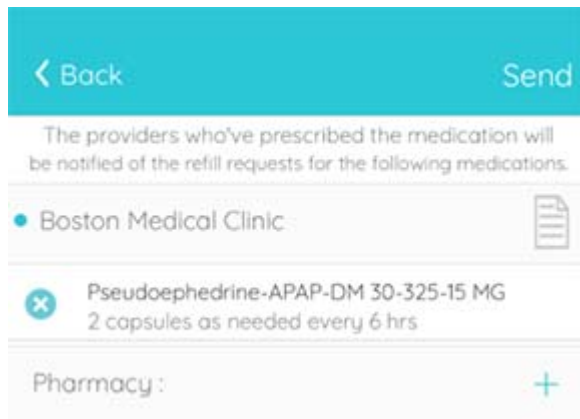 Back
Send
The providers who've prescribed the medication will
be notified of the refill requests for the following medications.
Boston Medical Clinic
Pseudoephedrine-APAP-DM 30-325-15 MG
2 capsules as needed every 6 hrs
Pharmacy :